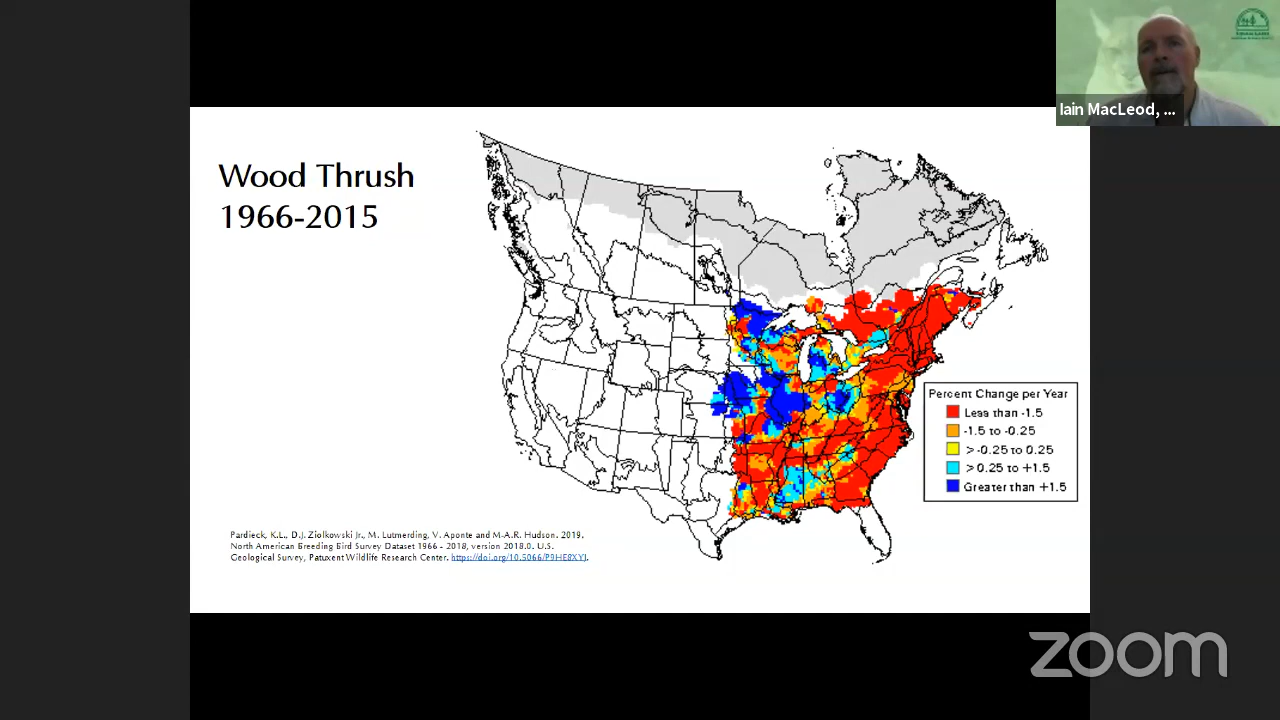 Iain MacLeod, ...
Wood Thrush
1966-2015
Percent Change per Year
Less than -1.5
-1.5 to -0.25
> -0.25 to 0.25
> 0.25 to +1.5
Greater than +1.5
Pardieck, K.L., D.J. Ziolkowski Jr., M. Lutmerding, V. Aponte and M-A.R. Hudson. 2019.
North American Breeding Bird Survey Dataset 1966 - 2018, version 2018.0. U.S.
Geological Survey, Patuxent Wildlife Research Center. https://doi.org/10.5066/P9HE8XYJ.
zoom